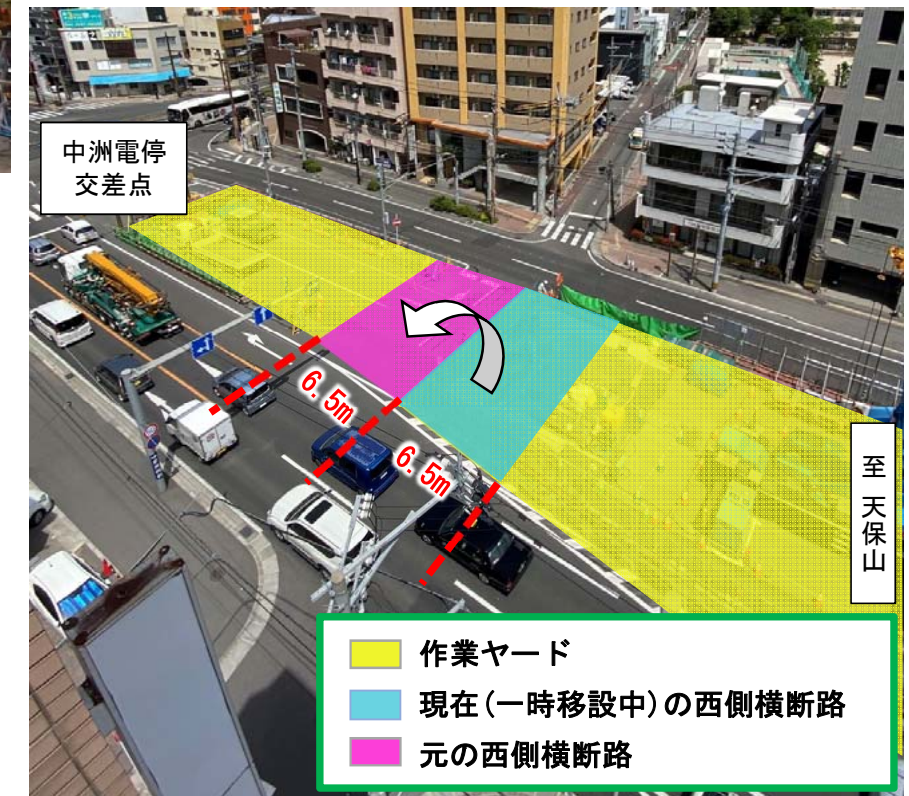 中洲電停
交差点
6.5m
6.5m
至 天保山
作業ヤード
現在(一時移設中)の西側横断路
元の西側横断路